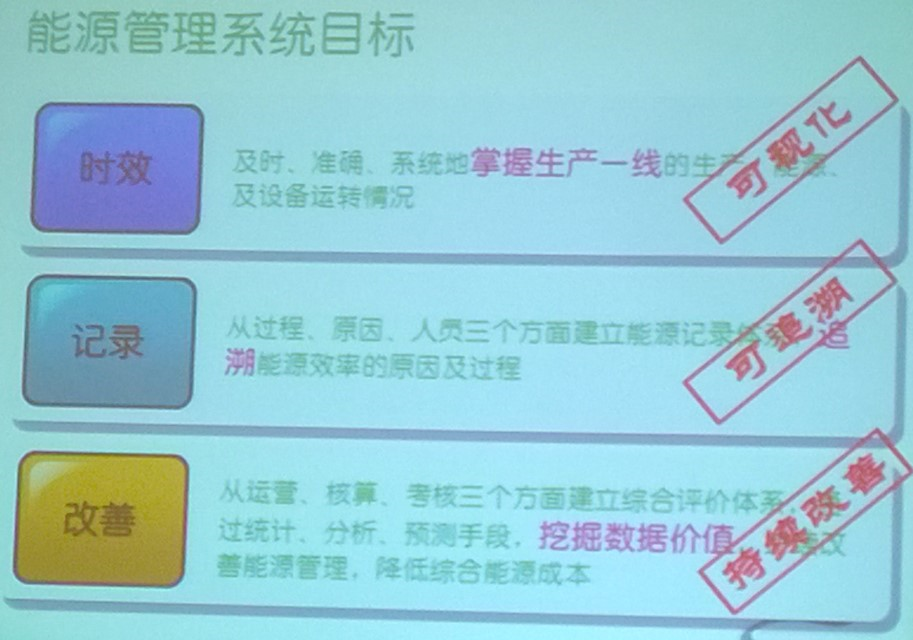 能源管理系统目标
时效
及时、准确、系统地掌握生产一线的生产、能源、
及设备运转情况
可视化
记录
从过程、原因、人员三个方面建立能源记录体系，追
溯能源效率的原因及过程
可追溯
改善
从运营、核算、考核三个方面建立综合评价体系，
过统计、分析、预测手段，挖掘数据价值，改
善能源管理，降低综合能源成本
持续改善